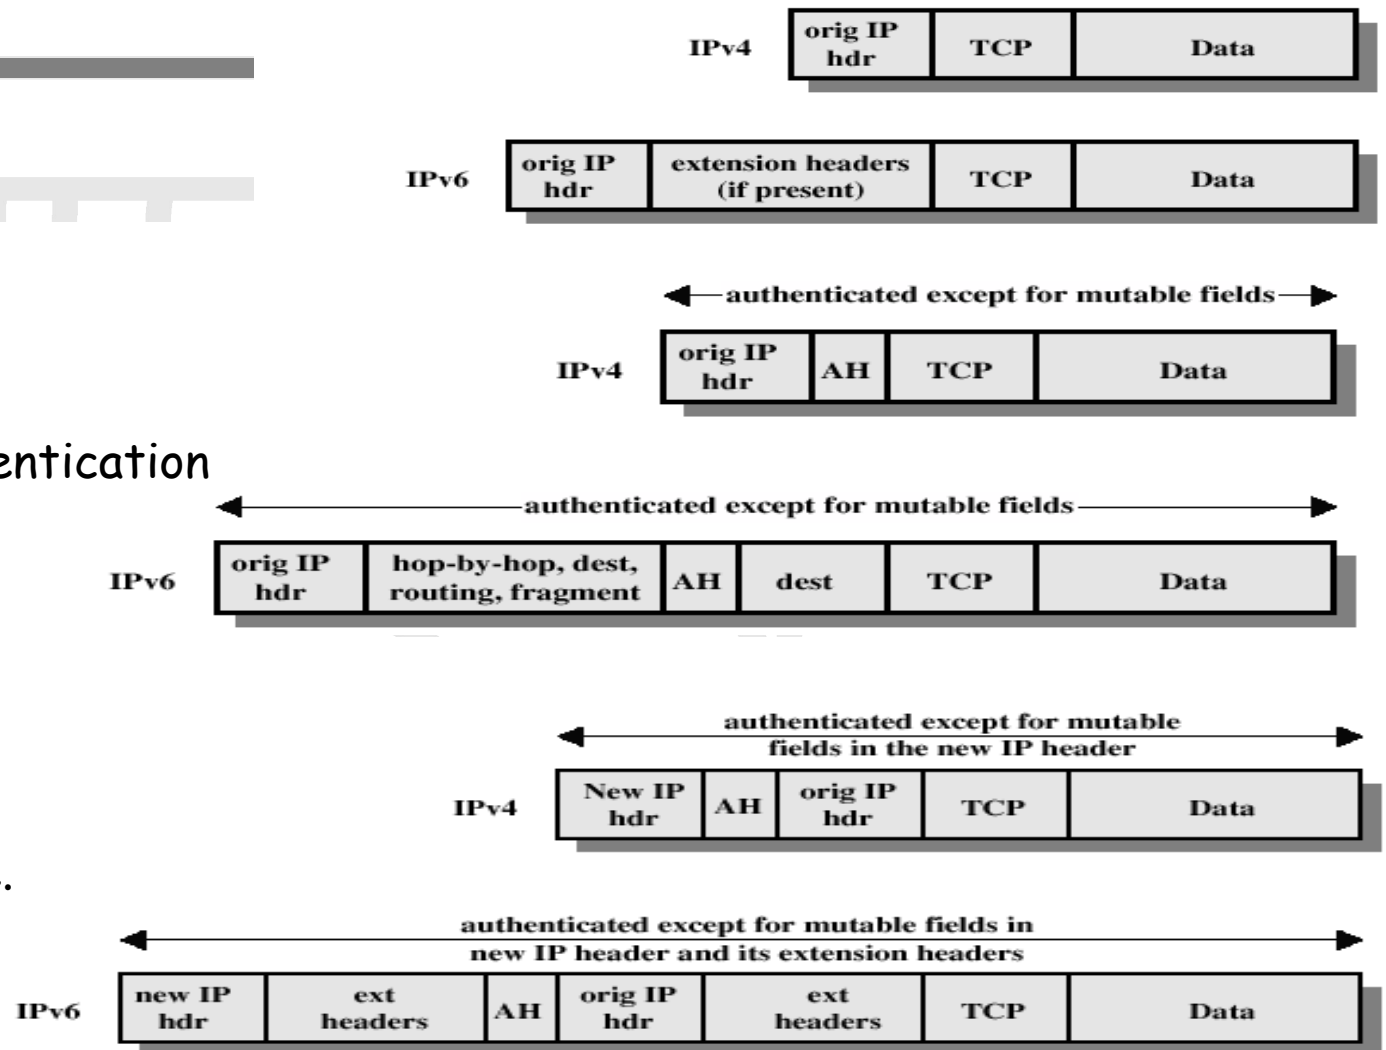 IPv4
orig IP
hdr
TCP
Data
IPv6
orig IP
hdr
extension headers
(if present)
TCP
Data
authenticated except for mutable fields
IPv4
orig IP
hdr
AH
TCP
Data
entication
authenticated except for mutable fields
IPv6
orig IP
hdr
hop-by-hop, dest,
routing, fragment
AH
dest
TCP
Data
authenticated except for mutable
fields in the new IP header
IPv4
New IP
hdr
AH
orig IP
hdr
TCP
Data
.
authenticated except for mutable fields in
new IP header and its extension headers
IPv6
new IP
hdr
ext
headers
AH
orig IP
hdr
ext
headers
TCP
Data